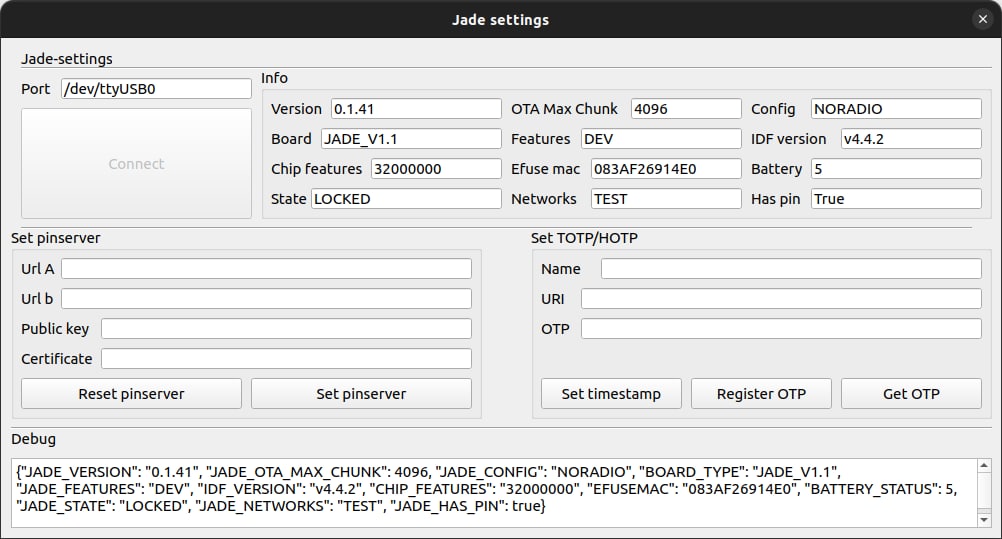 Jade settings
Jade-settings
Port /dev/ttyUSB0
Connect
Info
Version 0.1.41 OTA Max Chunk 4096 Config NORADIO
Board JADE_V1.1 Features DEV IDF version v4.4.2
Chip features 32000000 Efuse mac 083AF26914E0 Battery 5
State LOCKED Networks TEST Has pin True
Set pinserver
Url A
Url b
Public key
Certificate
Reset pinserver Set pinserver
Set TOTP/HOTP
Name
URI
OTP
Set timestamp Register OTP Get OTP
Debug
{"JADE_VERSION": "0.1.41", "JADE_OTA_MAX_CHUNK": 4096, "JADE_CONFIG": "NORADIO", "BOARD_TYPE": "JADE_V1.1",
"JADE_FEATURES": "DEV", "IDF_VERSION": "v4.4.2", "CHIP_FEATURES": "32000000", "EFUSEMAC": "083AF26914E0", "BATTERY_STATUS": 5,
"JADE_STATE": "LOCKED", "JADE_NETWORKS": "TEST", "JADE_HAS_PIN": true}